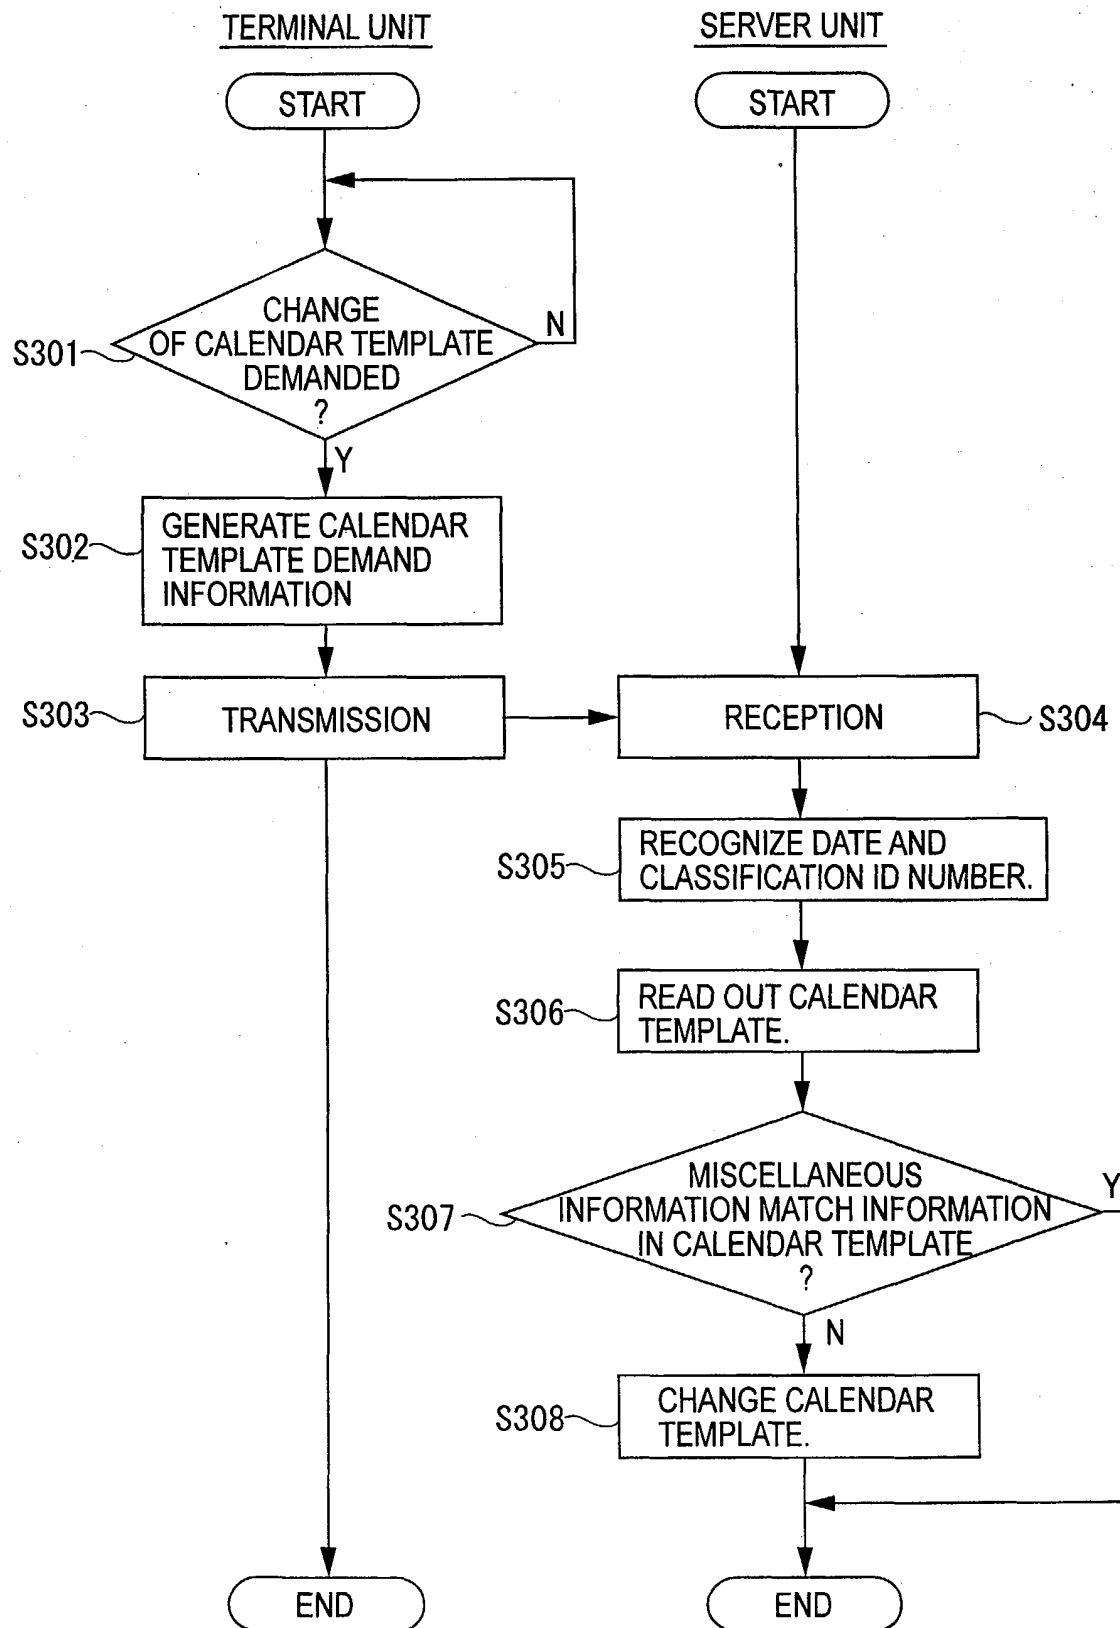 TERMINAL UNIT
SERVER UNIT
START
START
CHANGE
OF CALENDAR TEMPLATE
DEMANDED
?
N
S301
Y
GENERATE CALENDAR
TEMPLATE DEMAND
INFORMATION
S302
TRANSMISSION
S303
RECEPTION
S304
RECOGNIZE DATE AND
CLASSIFICATION ID NUMBER.
S305
READ OUT CALENDAR
TEMPLATE.
S306
MISCELLANEOUS
INFORMATION MATCH INFORMATION
IN CALENDAR TEMPLATE
?
Y
S307
N
CHANGE CALENDAR
TEMPLATE.
S308
END
END